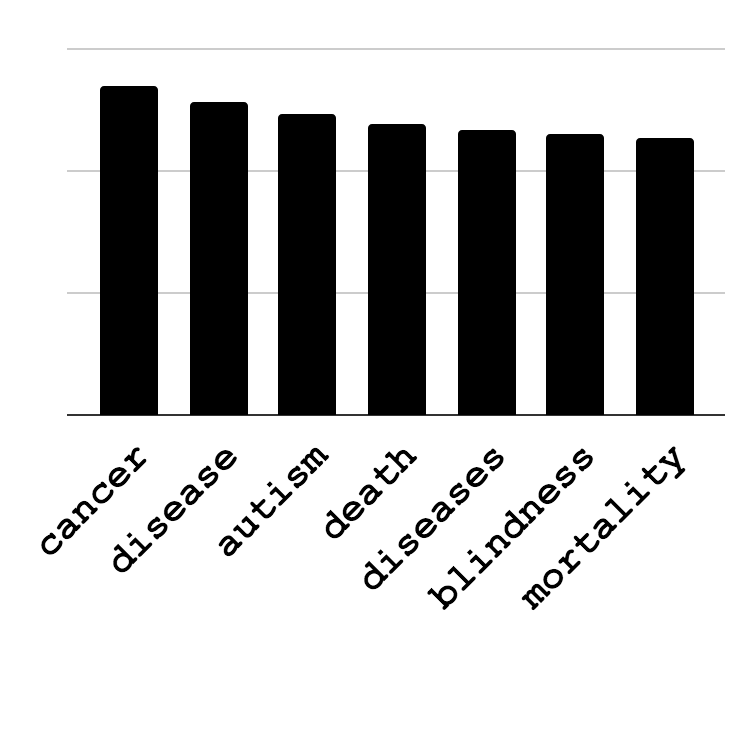 cancer
disease
autism
death
diseases
blindness
mortality